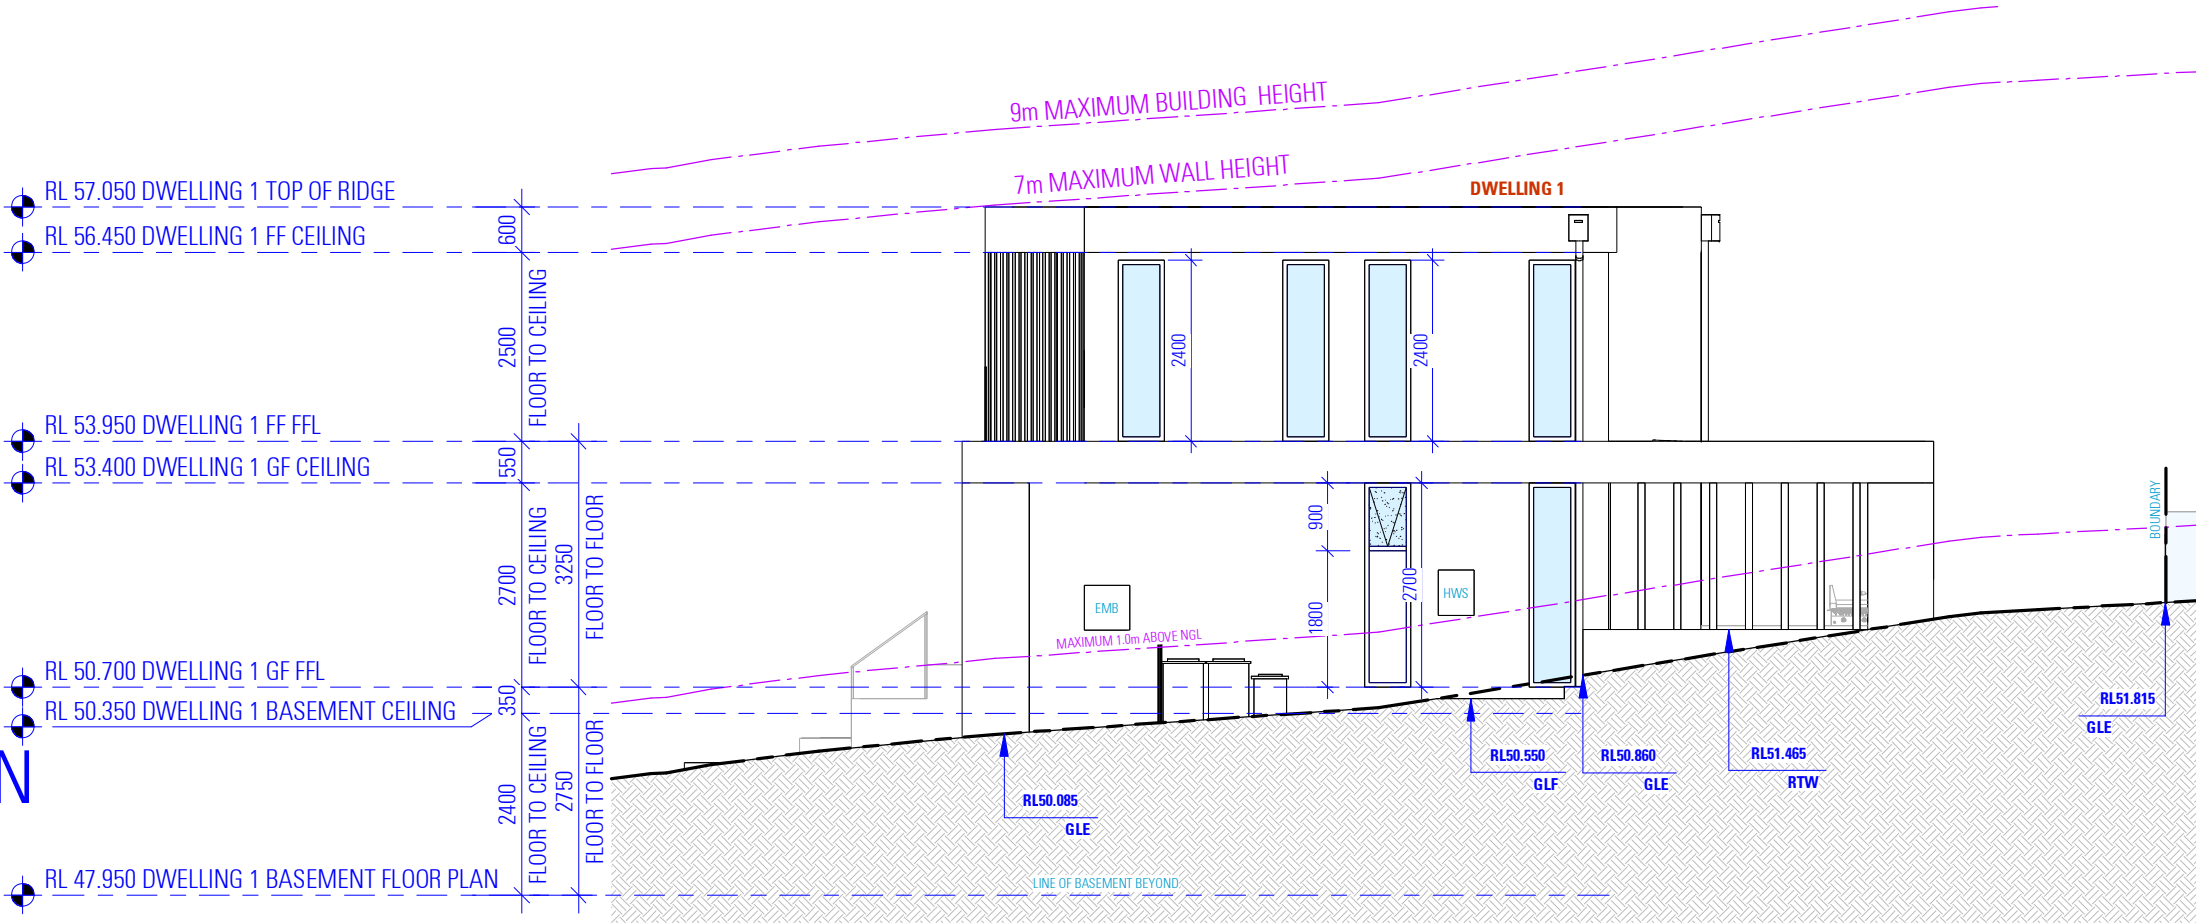 9m MAXIMUM BUILDING HEIGHT
7m MAXIMUM WALL HEIGHT
DWELLING 1
RL 57.050 DWELLING 1 TOP OF RIDGE
600
RL 56.450 DWELLING 1 FF CEILING
2500
FLOOR TO CEILING
2400
2400
RL 53.950 DWELLING 1 FF FFL
550
RL 53.400 DWELLING 1 GF CEILING
2700
FLOOR TO CEILING
3250
FLOOR TO FLOOR
900
1800
2700
EMB
HWS
BOUNDARY
MAXIMUM 1.0m ABOVE NGL
RL 50.700 DWELLING 1 GF FFL
350
RL 50.350 DWELLING 1 BASEMENT CEILING
2400
FLOOR TO CEILING
2750
FLOOR TO FLOOR
N
RL50.085
GLE
RL50.550
GLF
RL50.860
GLE
RL51.465
RTW
RL51.815
GLE
RL 47.950 DWELLING 1 BASEMENT FLOOR PLAN
LINE OF BASEMENT BEYOND